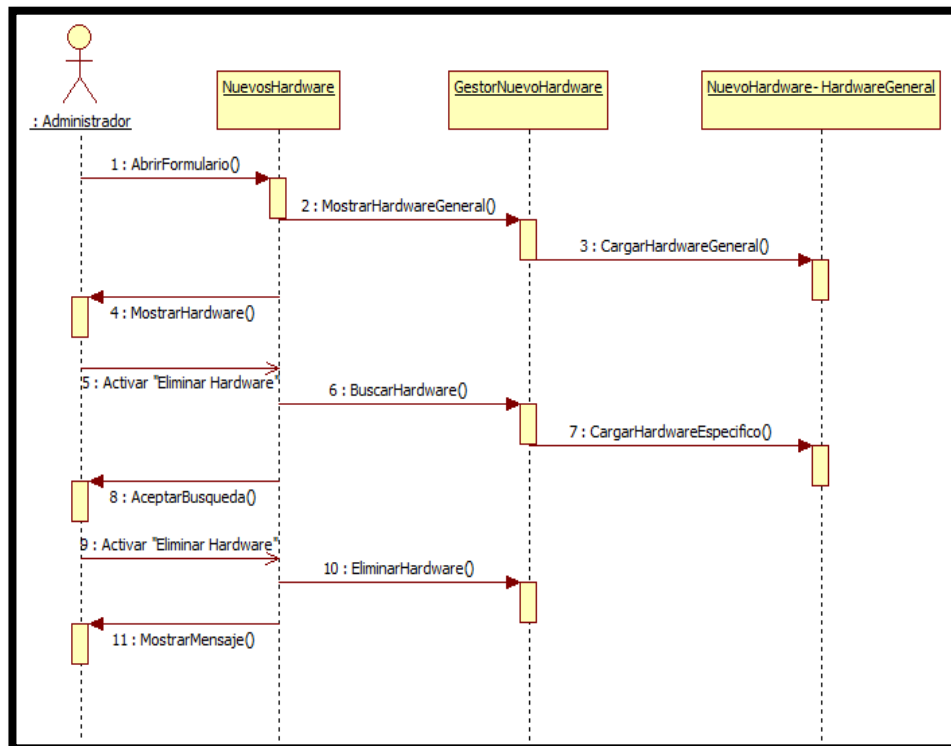 : Administrador
NuevosHardware
GestorNuevoHardware
NuevoHardware- HardwareGeneral
1 : AbrirFormulario()
2 : MostrarHardwareGeneral()
3 : CargarHardwareGeneral()
4 : MostrarHardware()
5 : Activar "Eliminar Hardware"
6 : BuscarHardware()
7 : CargarHardwareEspecifico()
8 : AceptarBusqueda()
9 : Activar "Eliminar Hardware"
10 : EliminarHardware()
11 : MostrarMensaje()